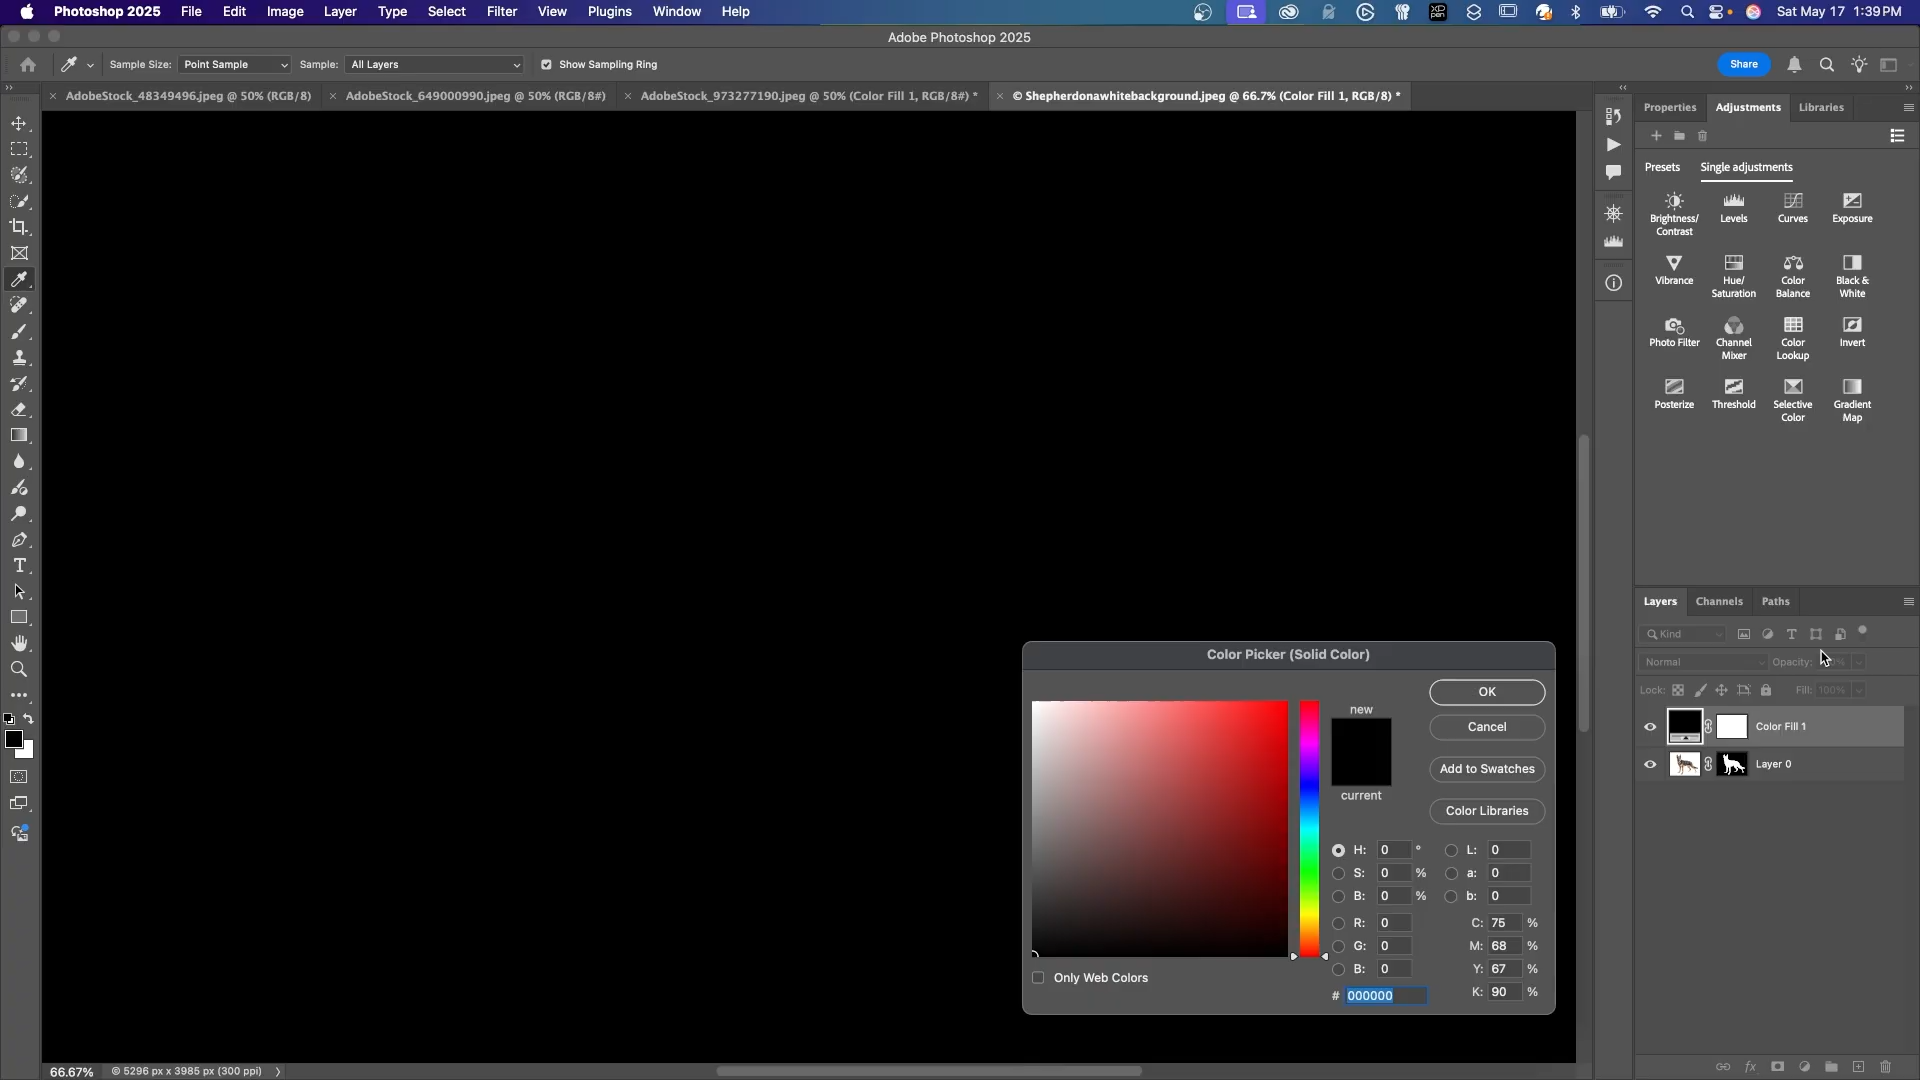 Photoshop 2025 File Edit Image Layer Type Select Filter View Plugins Window Help Sat May 17 1:39 PM
Adobe Photoshop 2025
Sample Size: Point Sample Sample: All Layers Show Sampling Ring Share
AdobeStock_48349496.jpeg @ 50% (RGB/8) AdobeStock_649000990.jpeg @ 50% (RGB/8#) AdobeStock_973277190.jpeg @ 50% (Color Fill 1, RGB/8#) * © Shepherdonawhitebackground.jpeg @ 66.7% (Color Fill 1, RGB/8) *
Properties Adjustments Libraries
Presets Single adjustments
Brightness/
Contrast
Levels
Curves
Exposure
Vibrance
Hue/
Saturation
Color
Balance
Black &
White
Photo Filter
Channel
Mixer
Color
Lookup
Invert
Posterize
Threshold
Selective
Color
Gradient
Map
Layers Channels Paths
Kind
Normal Opacity:
Lock: Fill: 100%
Color Fill 1
Layer 0
Color Picker (Solid Color)
new
current
OK
Cancel
Add to Swatches
Color Libraries
H: 0 °
S: 0 %
B: 0 %
R: 0
G: 0
B: 0
# 000000
L: 0
a: 0
b: 0
C: 75 %
M: 68 %
Y: 67 %
K: 90 %
Only Web Colors
66.67% © 5296 px x 3985 px (300 ppi)